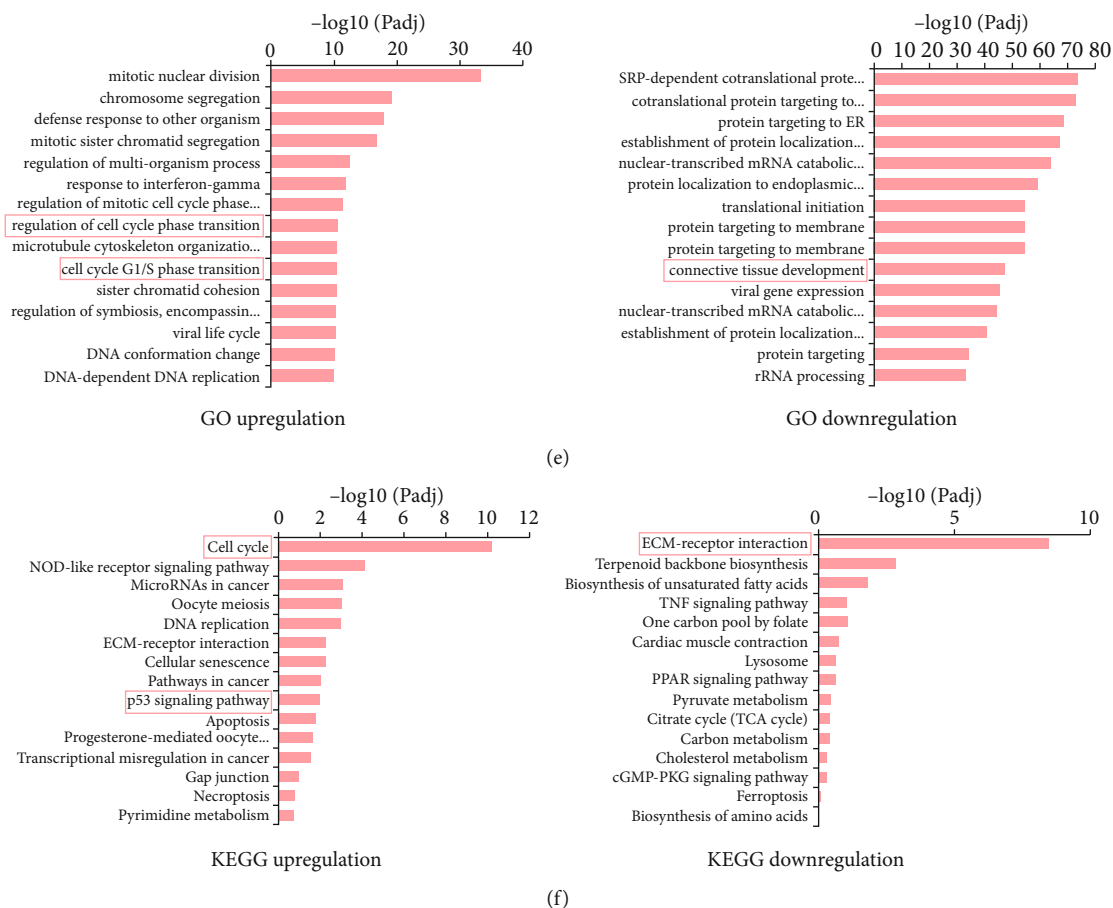 –log10 (Padj)
0 10 20 30 40
mitotic nuclear division
chromosome segregation
defense response to other organism
mitotic sister chromatid segregation
regulation of multi-organism process
response to interferon-gamma
regulation of mitotic cell cycle phase...
regulation of cell cycle phase transition
microtubule cytoskeleton organizatio...
cell cycle G1/S phase transition
sister chromatid cohesion
regulation of symbiosis, encompassin...
viral life cycle
DNA conformation change
DNA-dependent DNA replication
GO upregulation
–log10 (Padj)
0 10 20 30 40 50 60 70 80
SRP-dependent cotranslational prote...
cotranslational protein targeting to...
protein targeting to ER
establishment of protein localization...
nuclear-transcribed mRNA catabolic...
protein localization to endoplasmic...
translational initiation
protein targeting to membrane
protein targeting to membrane
connective tissue development
viral gene expression
nuclear-transcribed mRNA catabolic...
establishment of protein localization...
protein targeting
rRNA processing
GO downregulation
(e)
–log10 (Padj)
0 2 4 6 8 10 12
Cell cycle
NOD-like receptor signaling pathway
MicroRNAs in cancer
Oocyte meiosis
DNA replication
ECM-receptor interaction
Cellular senescence
Pathways in cancer
p53 signaling pathway
Apoptosis
Progesterone-mediated oocyte...
Transcriptional misregulation in cancer
Gap junction
Necroptosis
Pyrimidine metabolism
KEGG upregulation
–log10 (Padj)
0 5 10
ECM-receptor interaction
Terpenoid backbone biosynthesis
Biosynthesis of unsaturated fatty acids
TNF signaling pathway
One carbon pool by folate
Cardiac muscle contraction
Lysosome
PPAR signaling pathway
Pyruvate metabolism
Citrate cycle (TCA cycle)
Carbon metabolism
Cholesterol metabolism
cGMP-PKG signaling pathway
Ferroptosis
Biosynthesis of amino acids
KEGG downregulation
(f)